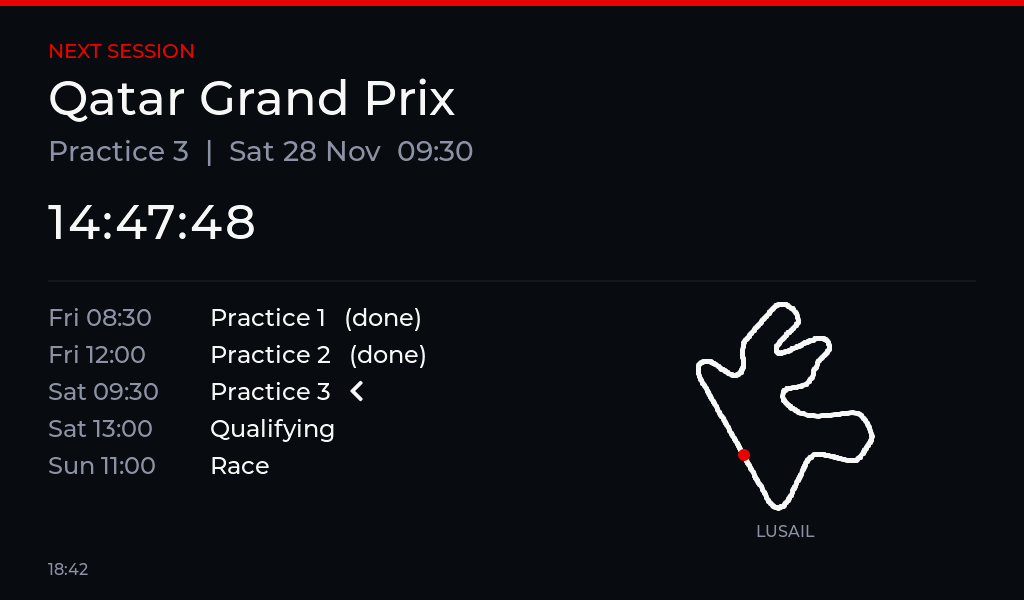 NEXT SESSION
Qatar Grand Prix
Practice 3 | Sat 28 Nov 09:30
14:47:48
Fri 08:30 Practice 1 (done)
Fri 12:00 Practice 2 (done)
Sat 09:30 Practice 3
Sat 13:00 Qualifying
Sun 11:00 Race
LUSAIL
18:42